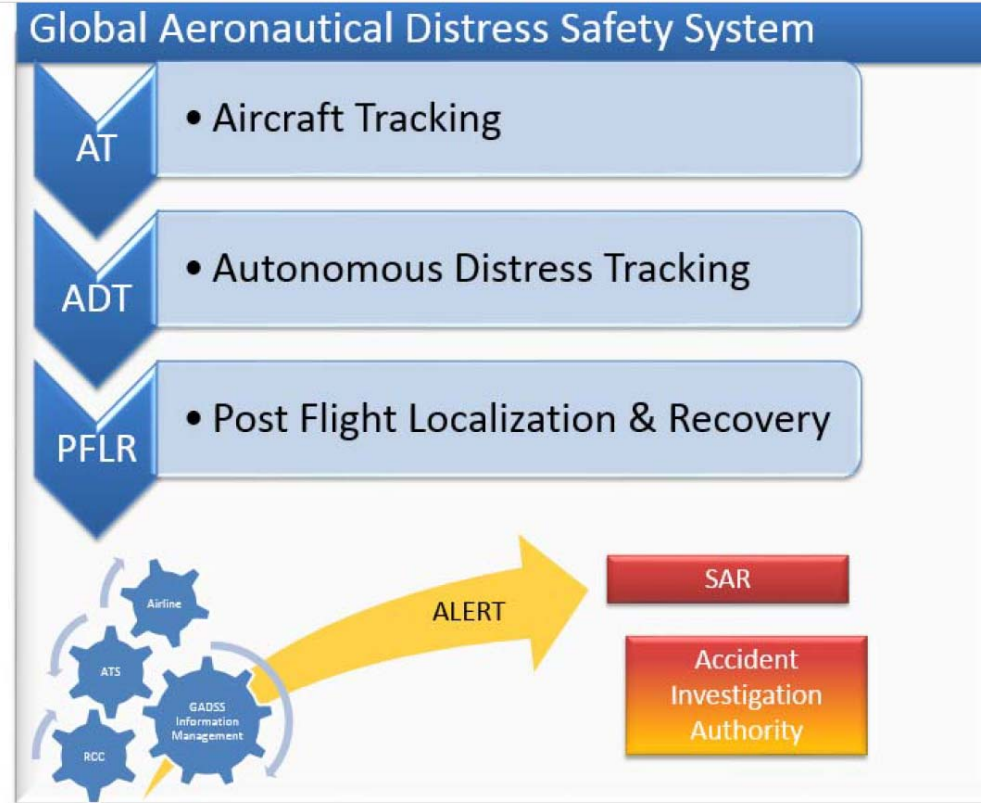 Global Aeronautical Distress Safety System
AT
• Aircraft Tracking
ADT
• Autonomous Distress Tracking
PFLR
• Post Flight Localization & Recovery
Airline
ATS
RCC
GADSS
Information
Management
ALERT
SAR
Accident
Investigation
Authority